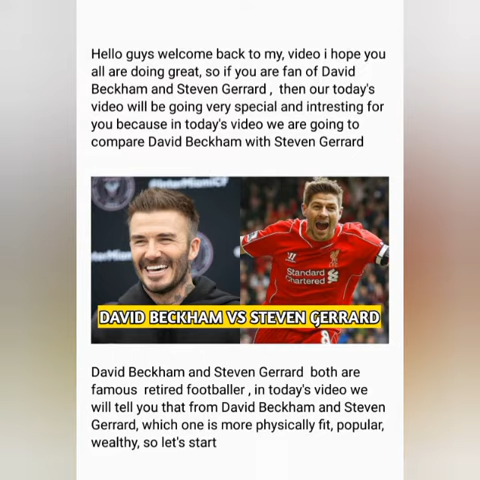 Hello guys welcome back to my, video i hope you
all are doing great, so if you are fan of David
Beckham and Steven Gerrard , then our today's
video will be going very special and intresting for
you because in today's video we are going to
compare David Beckham with Steven Gerrard
Standard
Chartered
8
DAVID BECKHAM VS STEVEN GERRARD
David Beckham and Steven Gerrard both are
famous retired footballer , in today's video we
will tell you that from David Beckham and Steven
Gerrard, which one is more physically fit, popular,
wealthy, so let's start